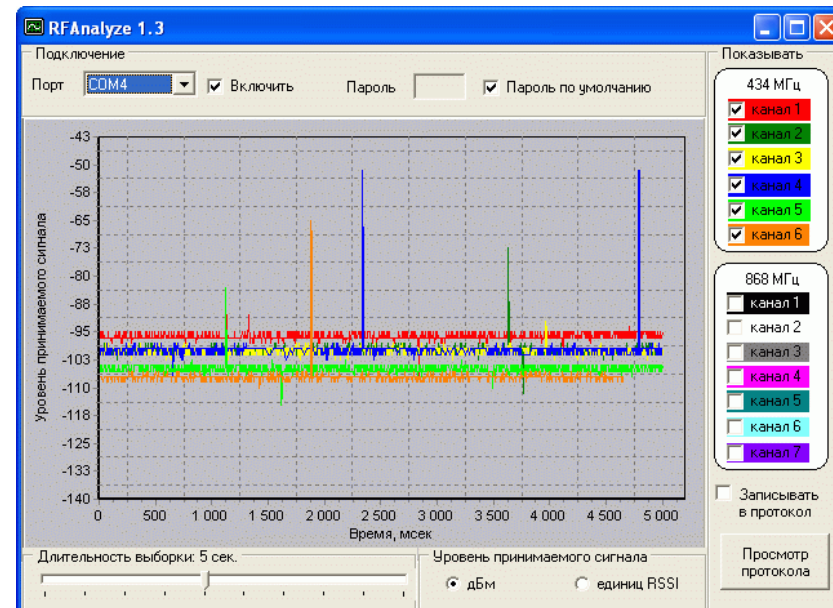 RFAnalyze 1.3
Подключение
Порт COM4 Включить Пароль Пароль по умолчанию
Уровень принимаемого сигнала
-43
-50
-58
-65
-73
-80
-88
-95
-103
-110
-118
-125
-133
-140
0 500 1 000 1 500 2 000 2 500 3 000 3 500 4 000 4 500 5 000
Время, мсек
Показывать
434 МГц
канал 1
канал 2
канал 3
канал 4
канал 5
канал 6
868 МГц
канал 1
канал 2
канал 3
канал 4
канал 5
канал 6
канал 7
Записывать
в протокол
Просмотр
протокола
Длительность выборки: 5 сек.
Уровень принимаемого сигнала
дБм единиц RSSI